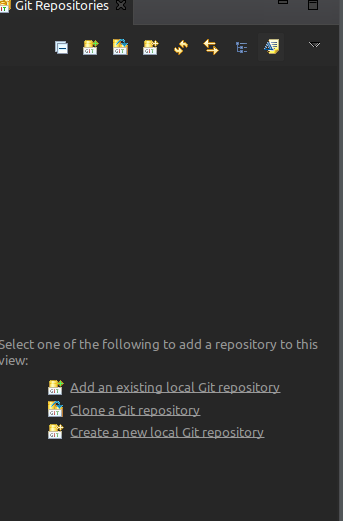 Git Repositories
Select one of the following to add a repository to this
view:
Add an existing local Git repository
Clone a Git repository
Create a new local Git repository